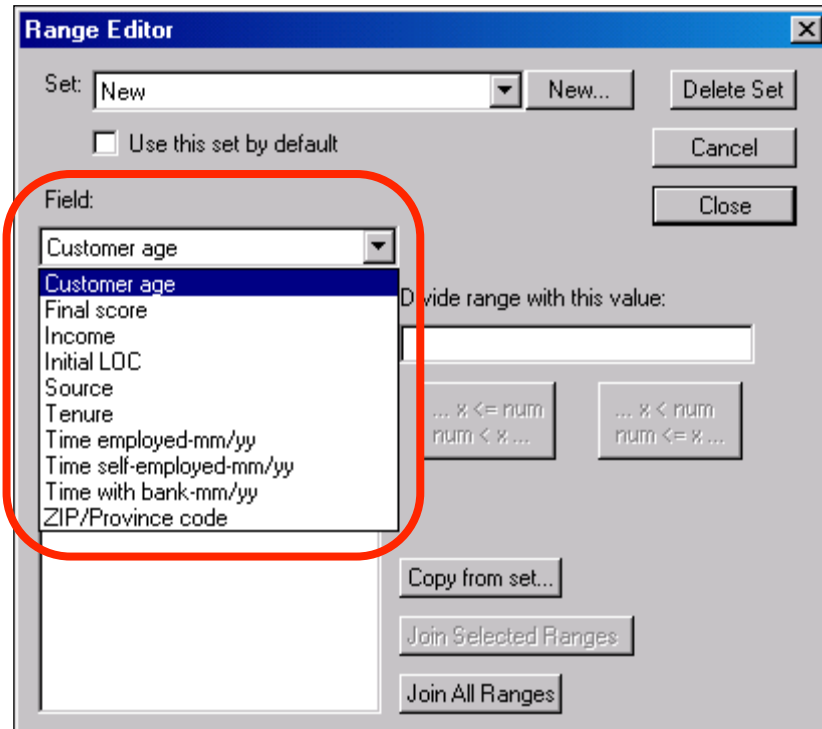 Range Editor
Set: New New... Delete Set
Use this set by default
Cancel
Close
Field:
Customer age
Customer age
Final score
Income
Initial LOC
Source
Tenure
Time employed-mm/yy
Time self-employed-mm/yy
Time with bank-mm/yy
ZIP/Province code
Divide range with this value:
... x <= num
num < x ...
... x < num
num <= x ...
Copy from set...
Join Selected Ranges
Join All Ranges